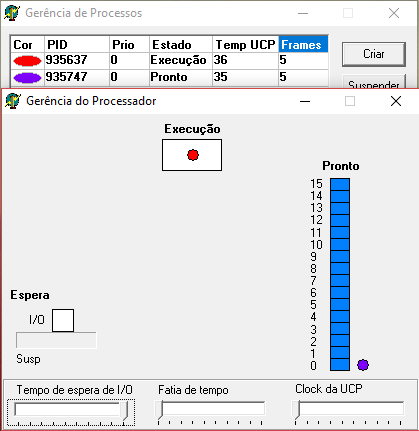 Gerência de Processos
Cor PID Prio Estado Temp UCP Frames
935637 0 Execução 36 5
935747 0 Pronto 35 5
Criar
Suspender
Gerência do Processador
Execução
Pronto
15
14
13
12
11
10
9
8
7
6
5
4
3
2
1
0
Espera
I/O
Susp
Tempo de espera de I/O Fatia de tempo Clock da UCP